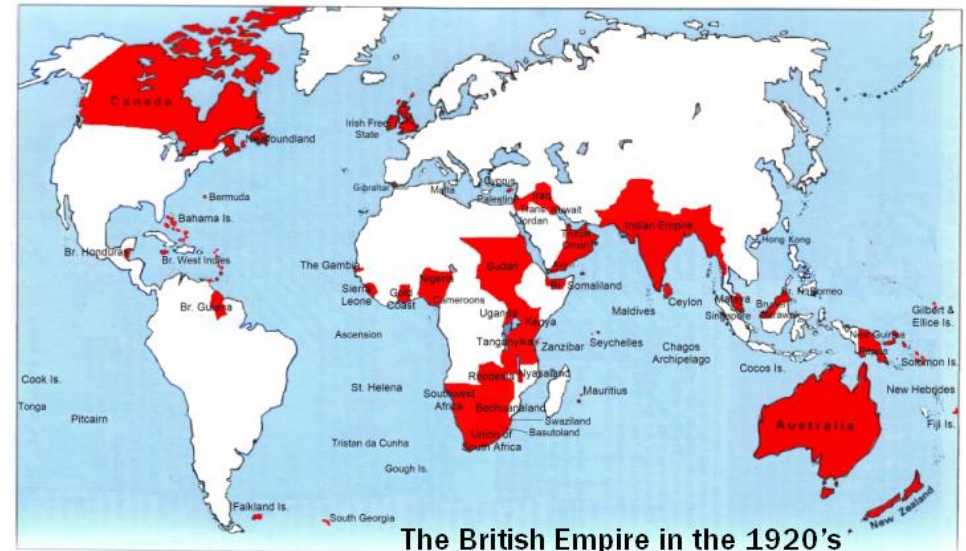 Canada
Newfoundland
Irish Free
State
Bermuda
Bahama Is.
Br. Honduras
Br. West Indies
Br. Guiana
Gibraltar
Malta
Cyprus
Palestine
Iraq
Trans-
Jordan
Kuwait
Oman
Indian Empire
Hong Kong
The Gambia
Sierra
Leone
Gold
Coast
Nigeria
Cameroons
Sudan
Br. Somaliland
Uganda
Kenya
Tanganyika
Zanzibar
Seychelles
Maldives
Ceylon
Malaya
Singapore
Brunei
Sarawak
Br. N. Borneo
Gilbert &
Ellice Is.
New Guinea
Papua
Solomon Is.
Ascension
Chagos
Archipelago
Cocos Is.
New Hebrides
Fiji Is.
Cook Is.
Tonga
Pitcairn
St. Helena
Rhodesia
Nyasaland
Mauritius
Southwest
Africa
Bechuanaland
Swaziland
Basutoland
Union of
South Africa
Tristan da Cunha
Gough Is.
Australia
New Zealand
Falkland Is.
South Georgia
The British Empire in the 1920's